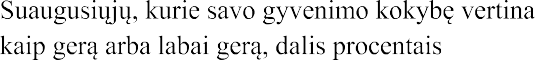 Suaugusiųjų, kurie savo gyvenimo kokybę vertina
kaip gerą arba labai gerą, dalis procentais